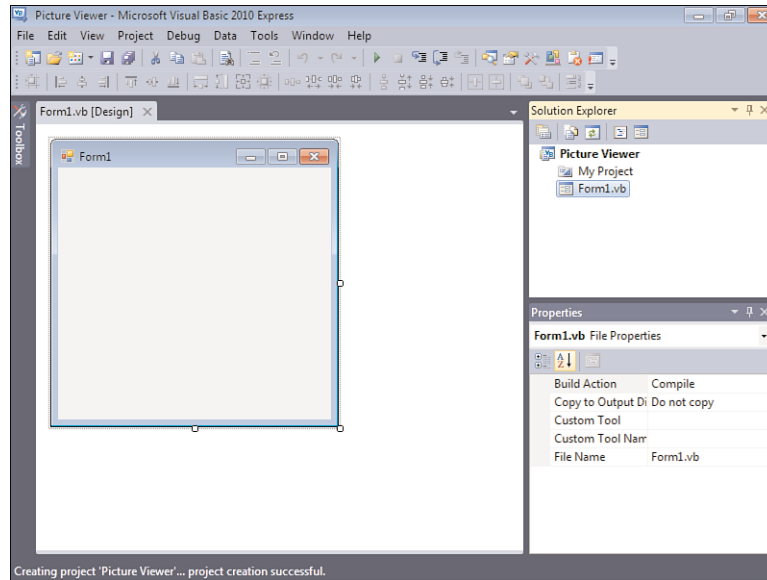 Picture Viewer - Microsoft Visual Basic 2010 Express
File Edit View Project Debug Data Tools Window Help
Toolbox
Form1.vb [Design]
Form1
Solution Explorer
Picture Viewer
My Project
Form1.vb
Properties
Form1.vb File Properties
Build Action Compile
Copy to Output Di Do not copy
Custom Tool
Custom Tool Nam
File Name Form1.vb
Creating project 'Picture Viewer'... project creation successful.